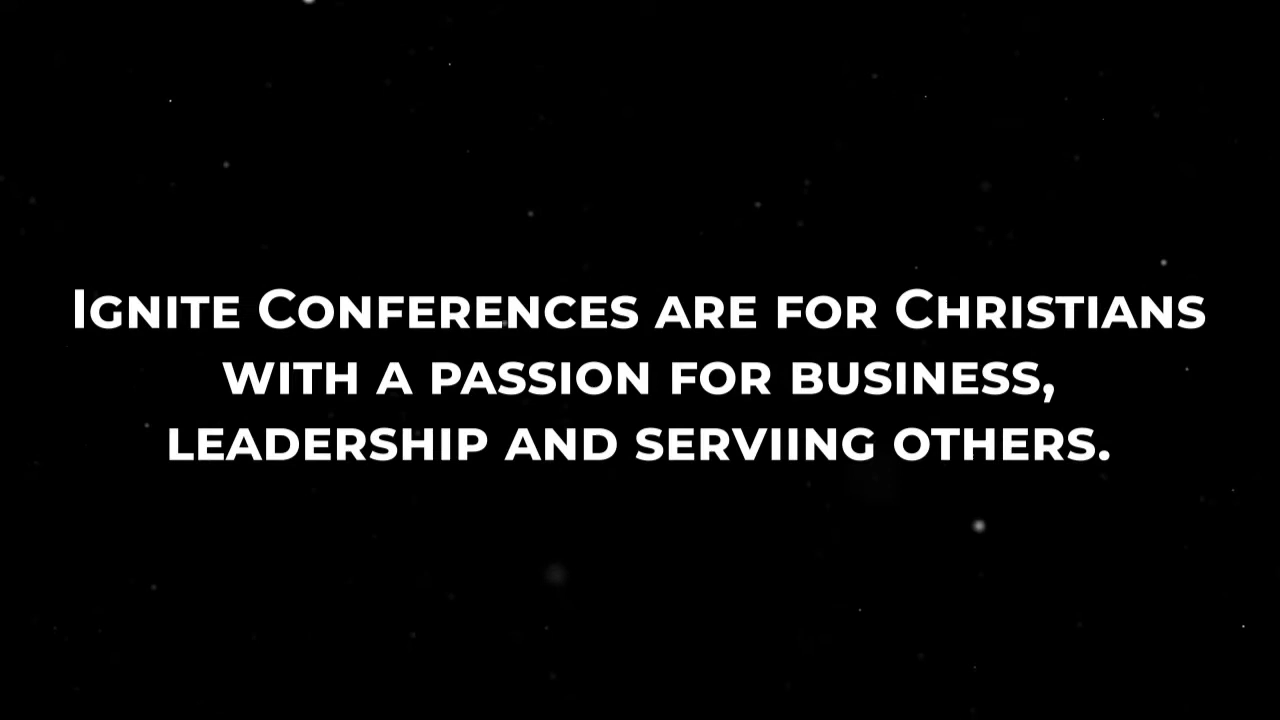 Ignite Conferences are for Christians
with a passion for business,
leadership and serviing others.